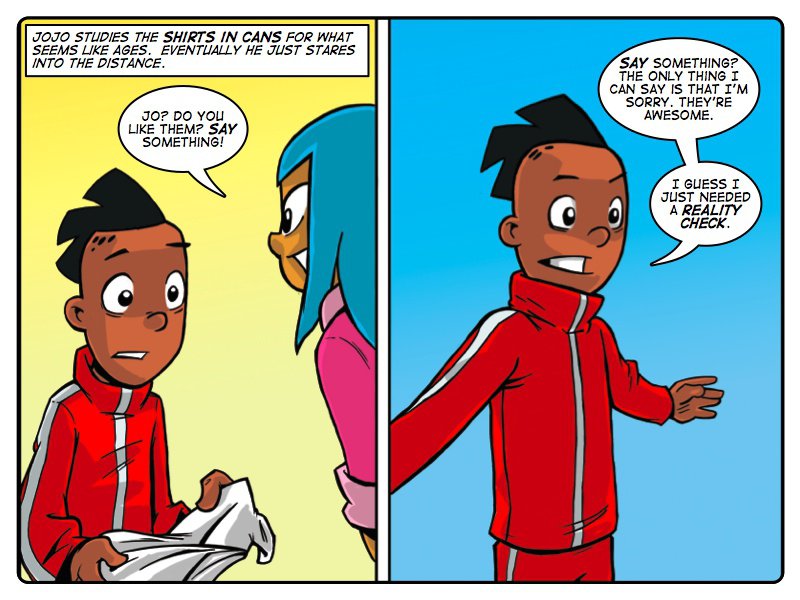 JOJO STUDIES THE SHIRTS IN CANS FOR WHAT
SEEMS LIKE AGES. EVENTUALLY HE JUST STARES
INTO THE DISTANCE.
JO? DO YOU
LIKE THEM? SAY
SOMETHING!
SAY SOMETHING?
THE ONLY THING I
CAN SAY IS THAT I'M
SORRY. THEY'RE
AWESOME.
I GUESS I
JUST NEEDED
A REALITY
CHECK.